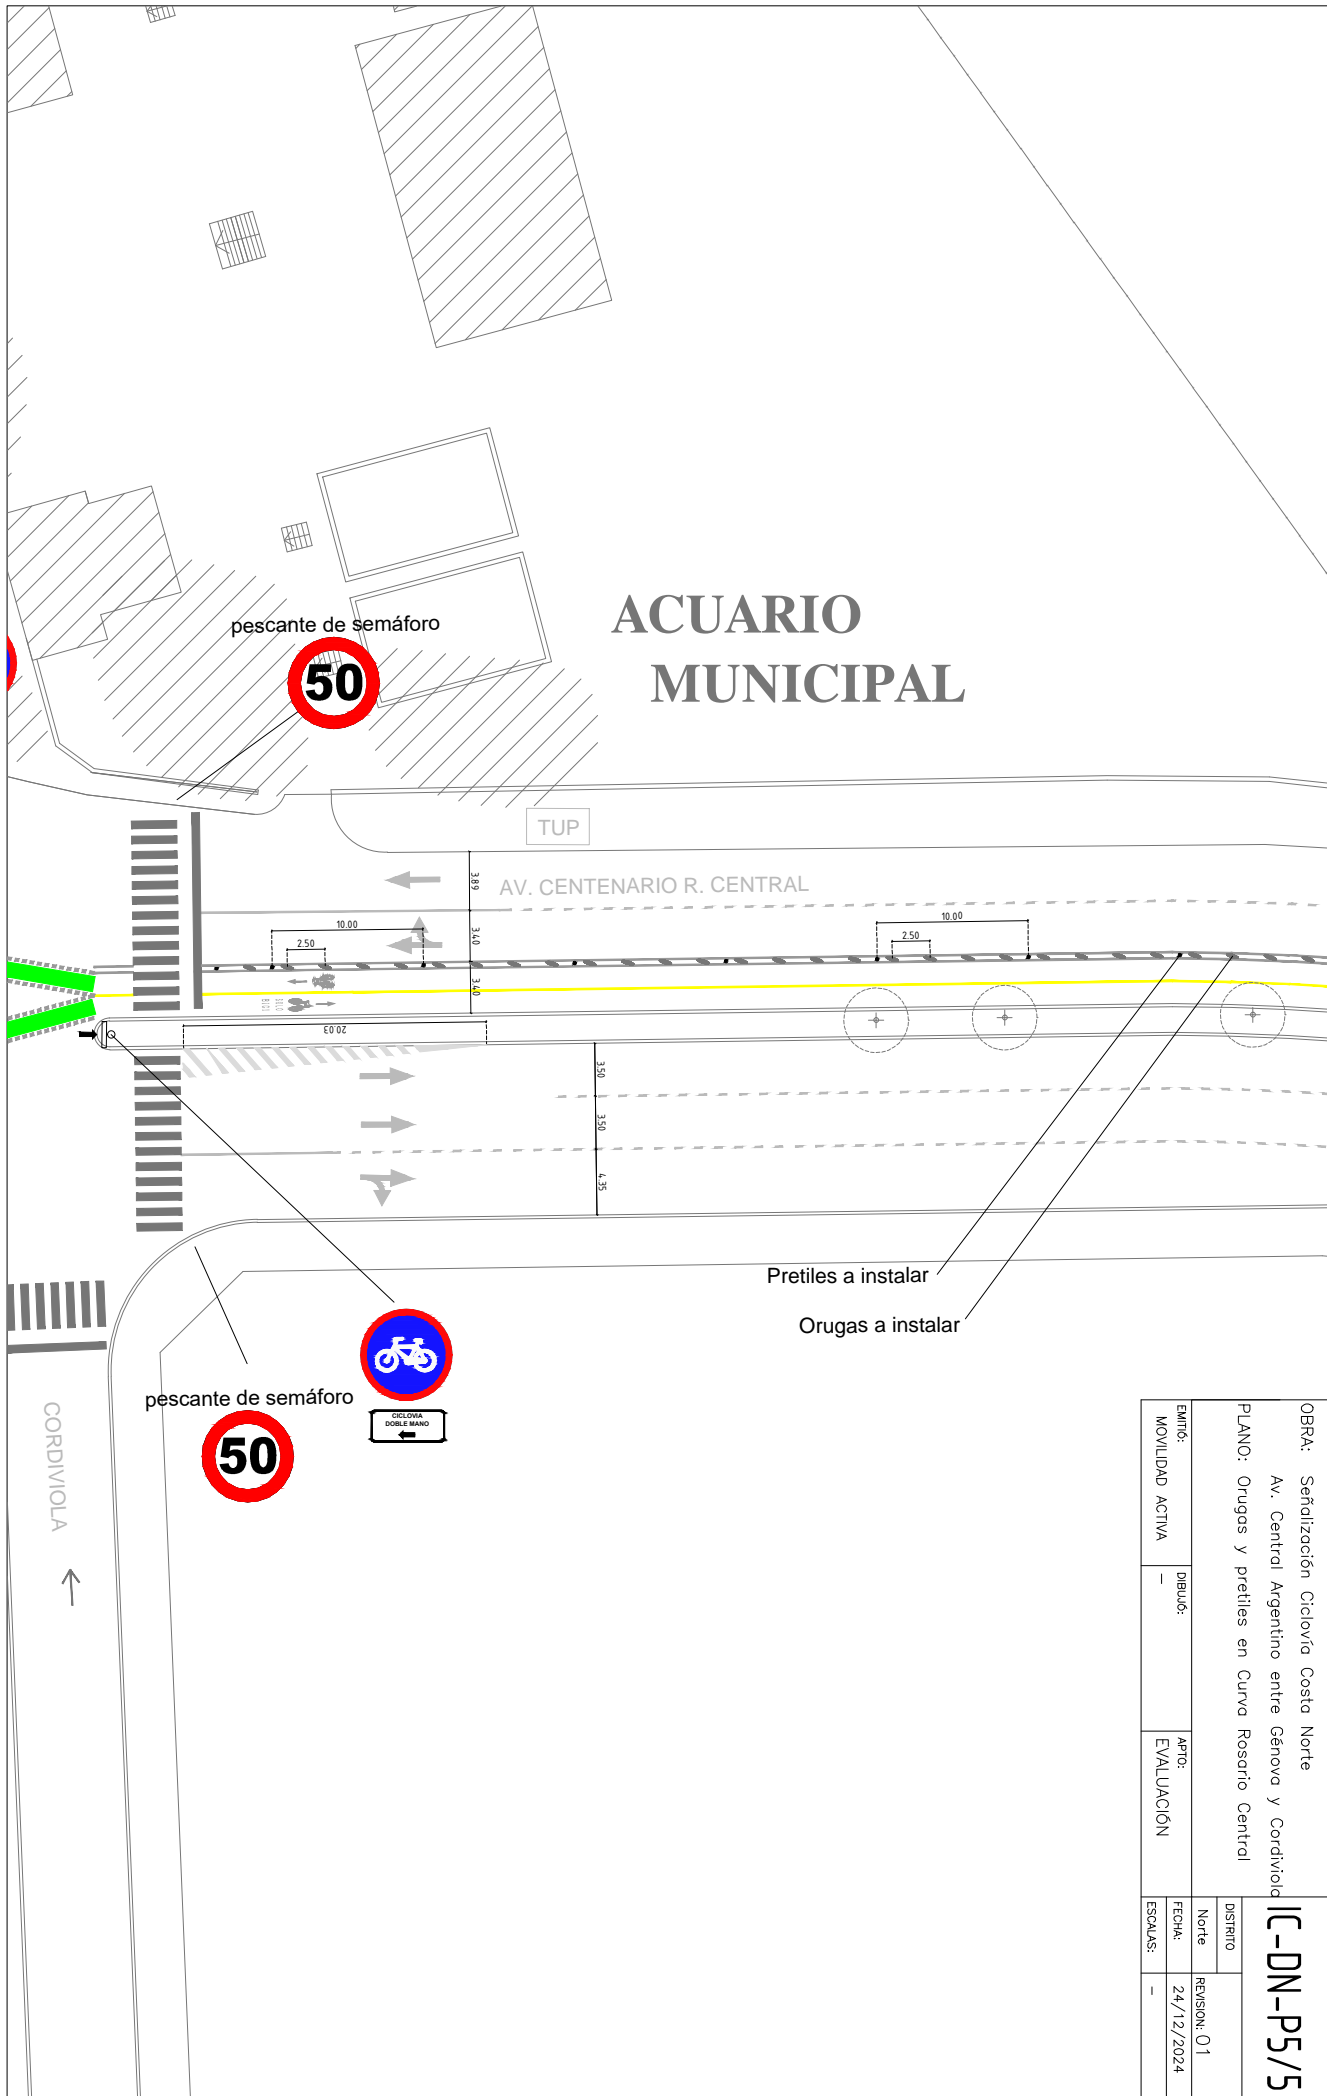 pescante de semáforo
50
ACUARIO
MUNICIPAL
TUP
AV. CENTENARIO R. CENTRAL
3.89
3.40
3.40
10.00
2.50
10.00
2.50
SOLO
BICIS
20.03
3.50
3.50
4.35
Pretiles a instalar
Orugas a instalar
pescante de semáforo
50
CICLOVIA
DOBLE MANO
CORDIVIOLA
OBRA: Señalización Ciclovía Costa Norte
Av. Central Argentino entre Génova y Cordiviola
PLANO: Orugas y pretiles en Curva Rosario Central
EMITIÓ:
MOVILIDAD ACTIVA
DIBUJÓ:
–
APTO:
EVALUACIÓN
IC-DN-P5/5
DISTRITO
Norte
REVISION: 01
FECHA:
24/12/2024
ESCALAS:
–